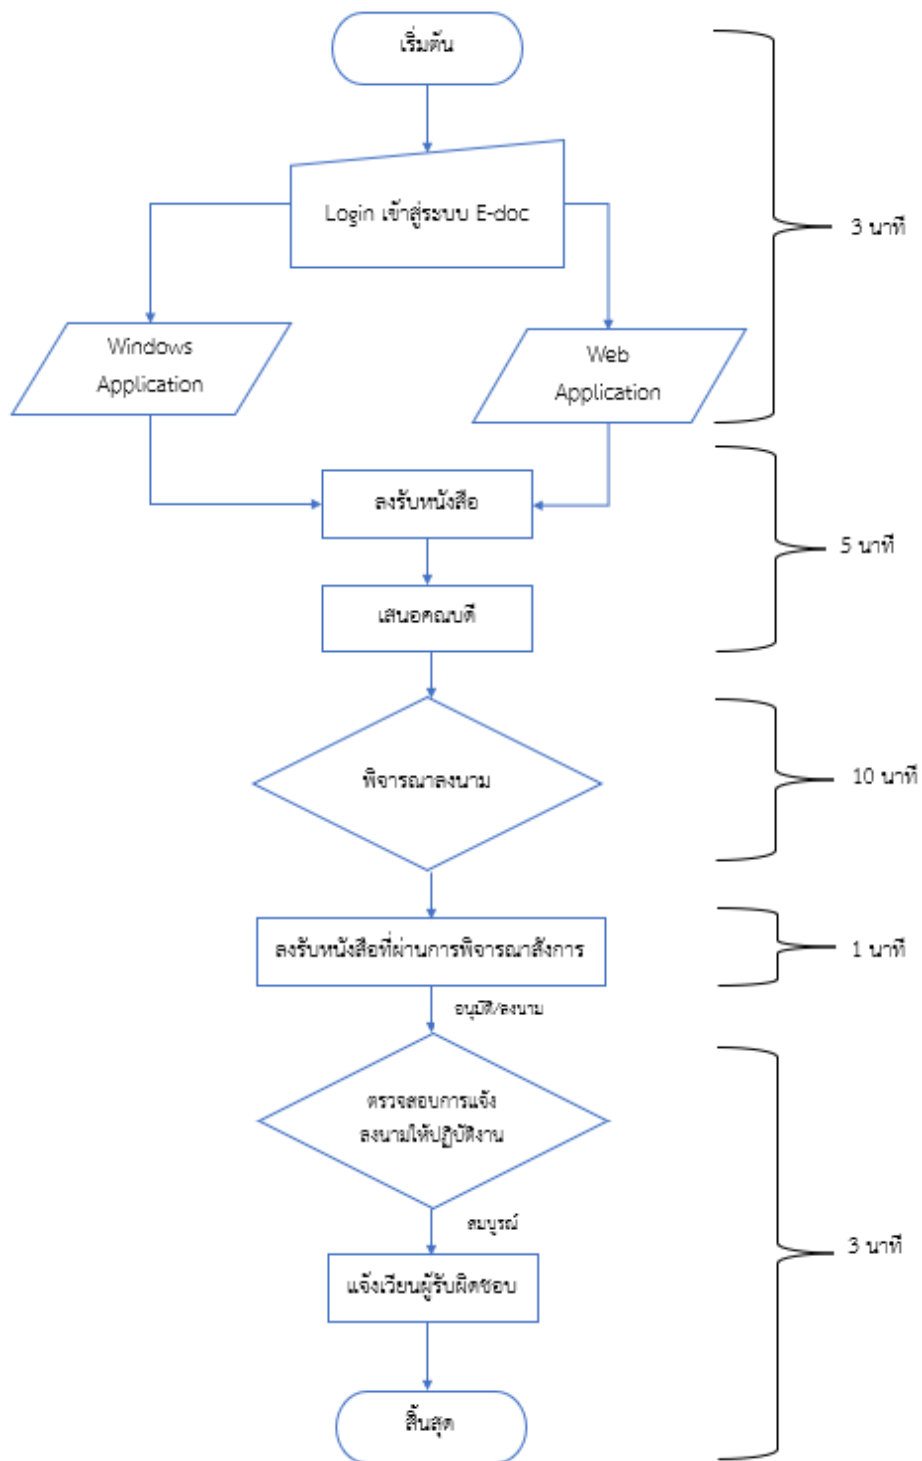 เริ่มต้น
Login เข้าสู่ระบบ E-doc
3 นาที
Windows
Application
Web
Application
ลงรับหนังสือ
5 นาที
เสนอคณบดี
พิจารณาลงนาม
10 นาที
ลงรับหนังสือที่ผ่านการพิจารณาสั่งการ
1 นาที
อนุมัติ/ลงนาม
ตรวจสอบการแจ้ง
ลงนามให้ปฏิบัติงาน
สมบูรณ์
3 นาที
แจ้งเวียนผู้รับผิดชอบ
สิ้นสุด